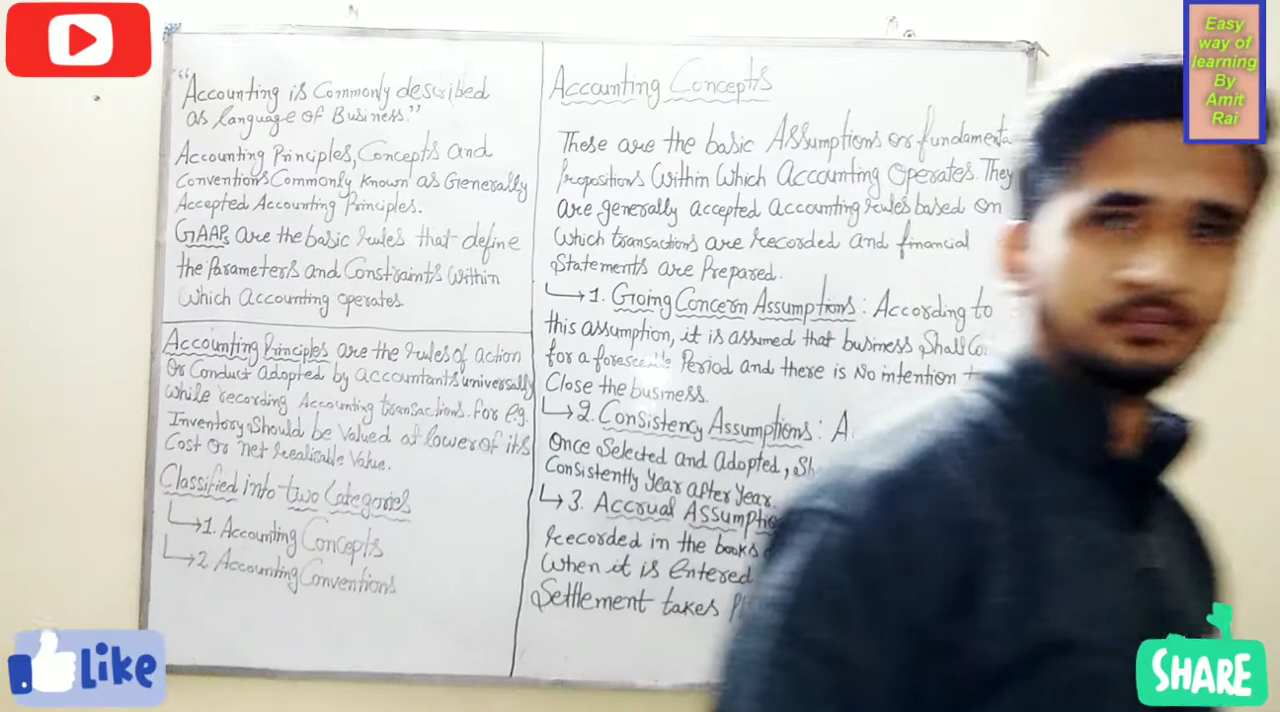 "Accounting is Commonly described
as language of Business."
Accounting Principles, Concepts and
Conventions Commonly known as Generally
Accepted Accounting Principles.
GAAPs are the basic rules that define
the Parameters and Constraints Within
Which Accounting operates.
Accounting Principles are the rules of action
Or Conduct adopted by accountants universally
While recording Accounting transactions. For e.g.
Inventory Should be Valued at lower of its
Cost or net realicable Value.
Classified into two Categories
1. Accounting Concepts
2. Accounting Conventions
Accounting Concepts
These are the basic Assumptions or fundamenta
Propositions Within Which Accounting Operates. They
are generally accepted accounting rules based on
Which transactions are recorded and financial
Statements are Prepared.
1. Going Concern Assumptions: According to
this assumption, it is assumed that business Shall Co
for a foreseeable Period and there is No intention t
Close the business.
2. Consistency Assumptions: A
Once Selected and Adopted, Sh
Consistently Year after Year.
3. Accrual Assumptio
Recorded in the books
When it is Entered
Settlement takes Pl
Easy
way of
learning
By
Amit
Rai
Like
SHARE